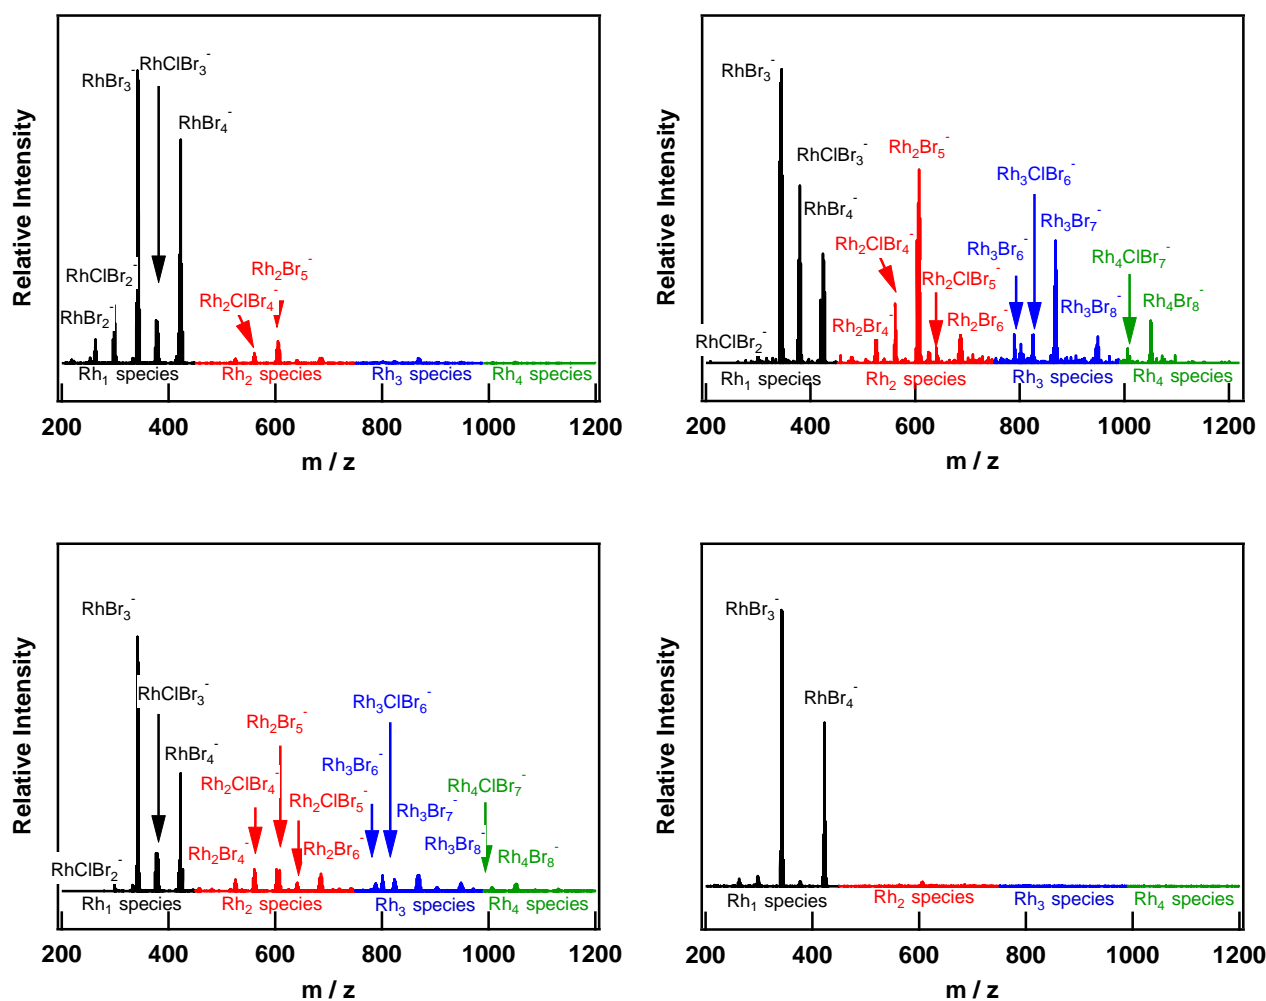 RhClBr3-
RhBr3-
RhBr4-
RhClBr2-
RhBr2-
Rh2Br5-
Rh2ClBr4-
Rh1 species
Rh2 species
Rh3 species
Rh4 species
Relative Intensity
200 400 600 800 1000 1200
m / z
RhBr3-
RhClBr3-
RhBr4-
RhClBr2-
Rh2Br5-
Rh2ClBr4-
Rh2ClBr5-
Rh2Br4-
Rh2Br6-
Rh3ClBr6-
Rh3Br7-
Rh3Br6-
Rh3Br8-
Rh4ClBr7-
Rh4Br8-
Rh1 species
Rh2 species
Rh3 species
Rh4 species
Relative Intensity
200 400 600 800 1000 1200
m / z
RhBr3-
RhClBr3-
RhBr4-
RhClBr2-
Rh2Br5-
Rh2ClBr4-
Rh2ClBr5-
Rh2Br4-
Rh2Br6-
Rh3ClBr6-
Rh3Br6-
Rh3Br7-
Rh3Br8-
Rh4ClBr7-
Rh4Br8-
Rh1 species
Rh2 species
Rh3 species
Rh4 species
Relative Intensity
200 400 600 800 1000 1200
m / z
RhBr3-
RhBr4-
Rh1 species
Rh2 species
Rh3 species
Rh4 species
Relative Intensity
200 400 600 800 1000 1200
m / z